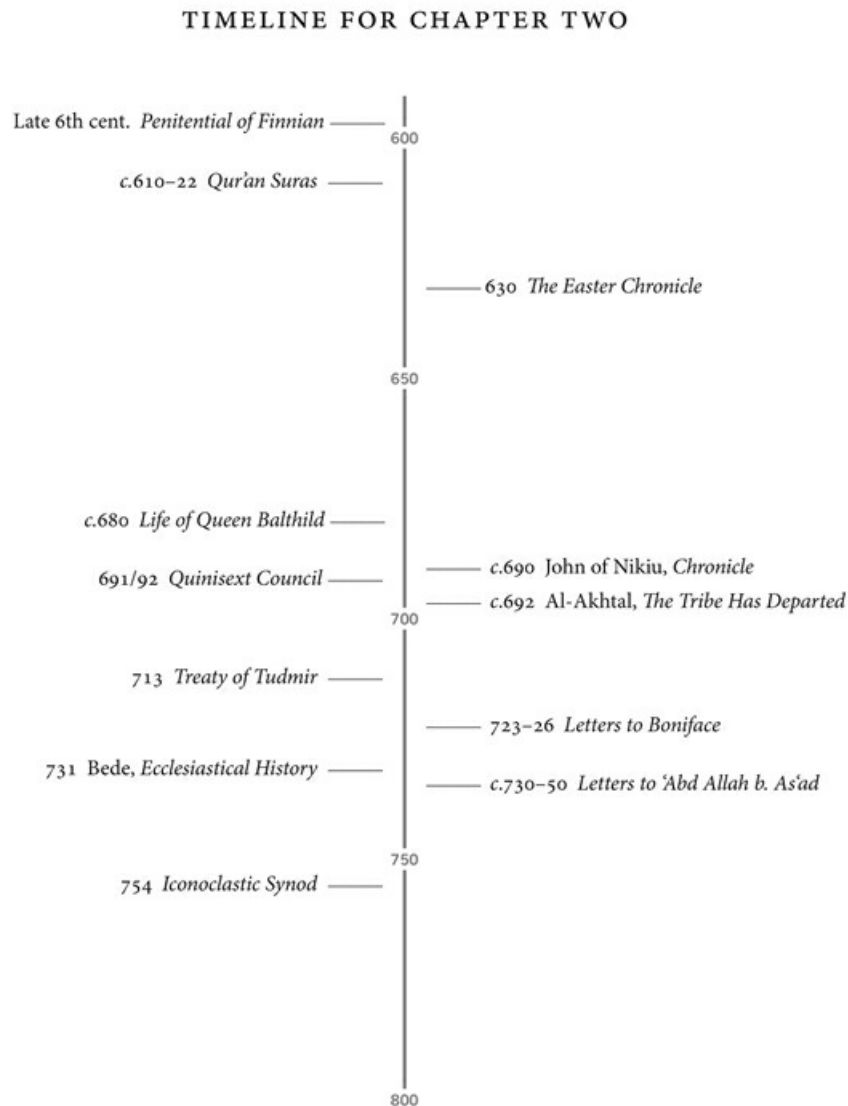 TIMELINE FOR CHAPTER TWO
Late 6th cent. Penitential of Finnian
600
c.610–22 Qur'an Suras
630 The Easter Chronicle
650
c.680 Life of Queen Balthild
c.690 John of Nikiu, Chronicle
691/92 Quinisext Council
c.692 Al-Akhtal, The Tribe Has Departed
700
713 Treaty of Tudmir
723–26 Letters to Boniface
731 Bede, Ecclesiastical History
c.730–50 Letters to ‘Abd Allah b. As‘ad
750
754 Iconoclastic Synod
800